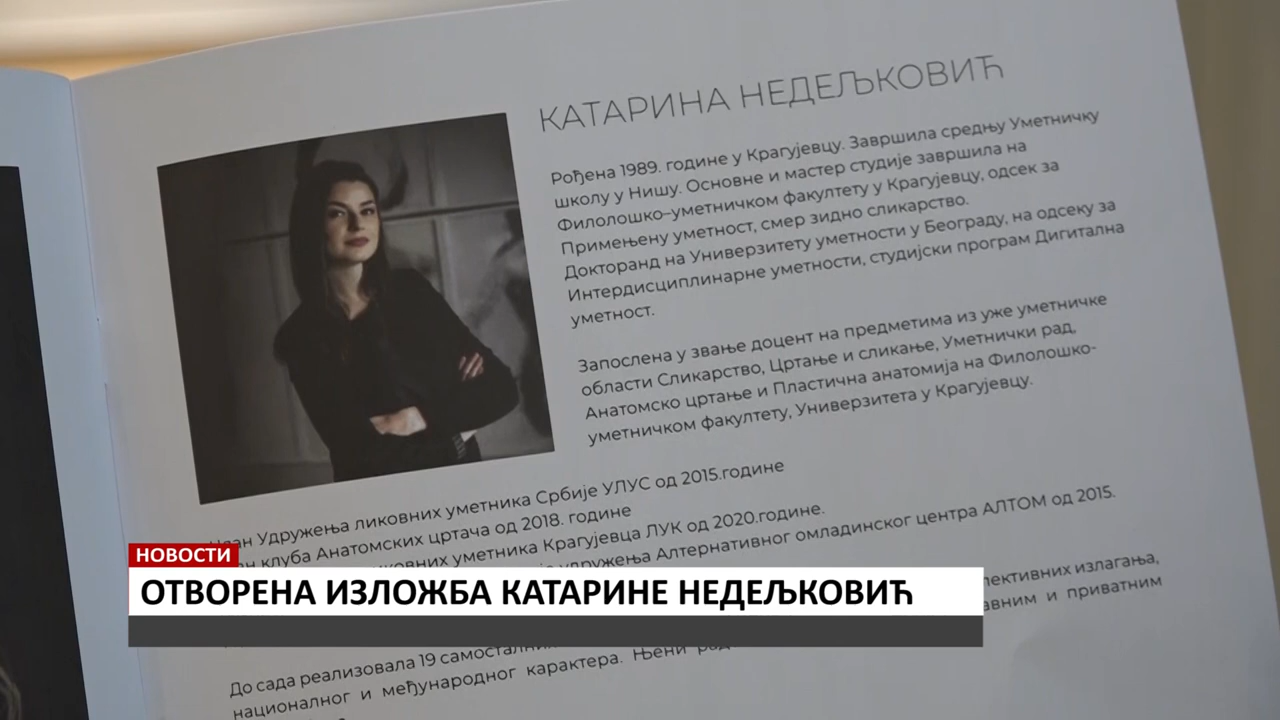 КАТАРИНА НЕДЕЉКОВИЋ
Рођена 1989. године у Крагујевцу. Завршила средњу Уметничку
школу у Нишу. Основне и мастер студије завршила на
Филолошко–уметничком факултету у Крагујевцу, одсек за
Примењену уметност, смер зидно сликарство.
Докторанд на Универзитету уметности у Београду, на одсеку за
Интердисциплинарне уметности, студијски програм Дигитална
уметност.
Запослена у звање доцент на предметима из уже уметничке
области Сликарство, Цртање и сликање, Уметнички рад,
Анатомско цртање и Пластична анатомија на Филолошко-
уметничком факултету, Универзитета у Крагујевцу.
Удружења ликовних уметника Србије УЛУС од 2015.године
клуба Анатомских цртача од 2018. године
уметника Крагујевца ЛУК од 2020.године.
удружења Алтернативног омладинског центра АЛТОМ од 2015.
НОВОСТИ
ОТВОРЕНА ИЗЛОЖБА КАТАРИНЕ НЕДЕЉКОВИЋ
излагања,
и приватним
До сада реализовала 19
националног и међународног карактера. Њени